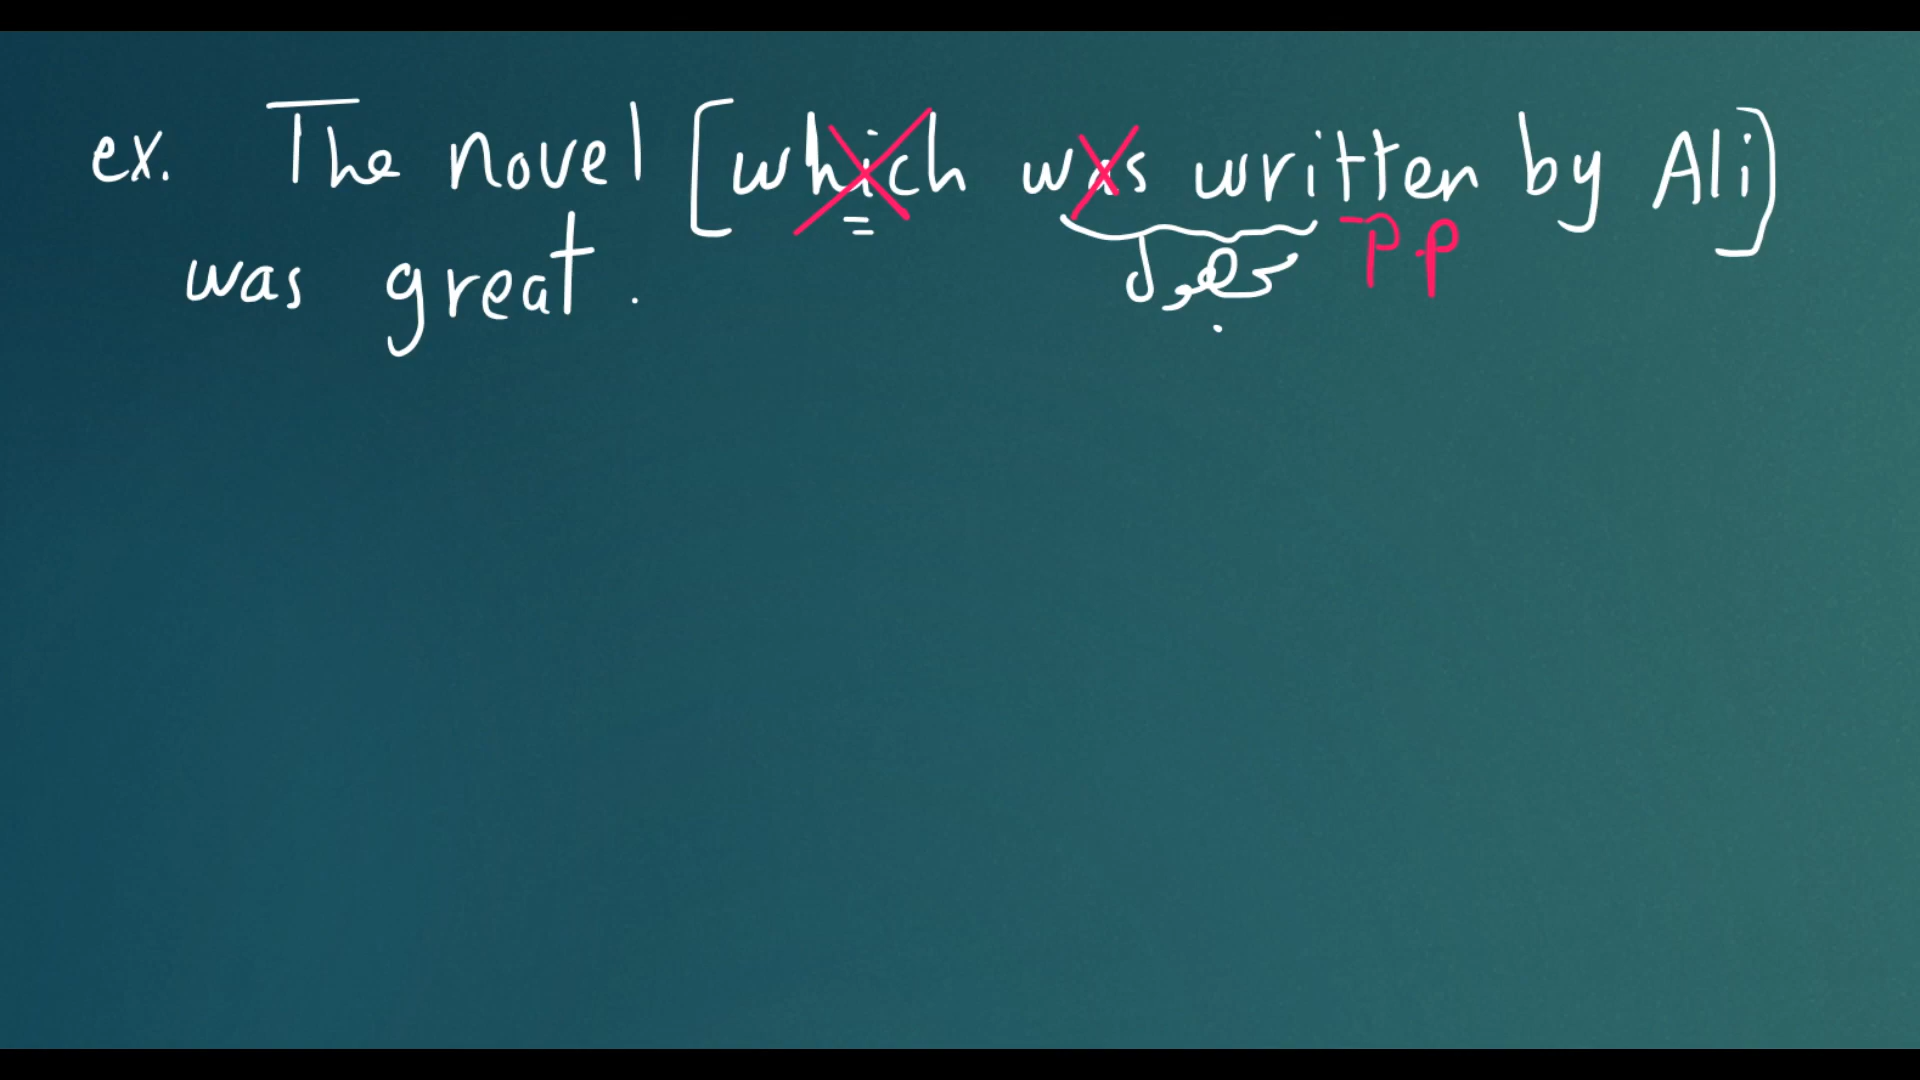 ex. The novel [which was written by Ali]
مجهول PP
was great.